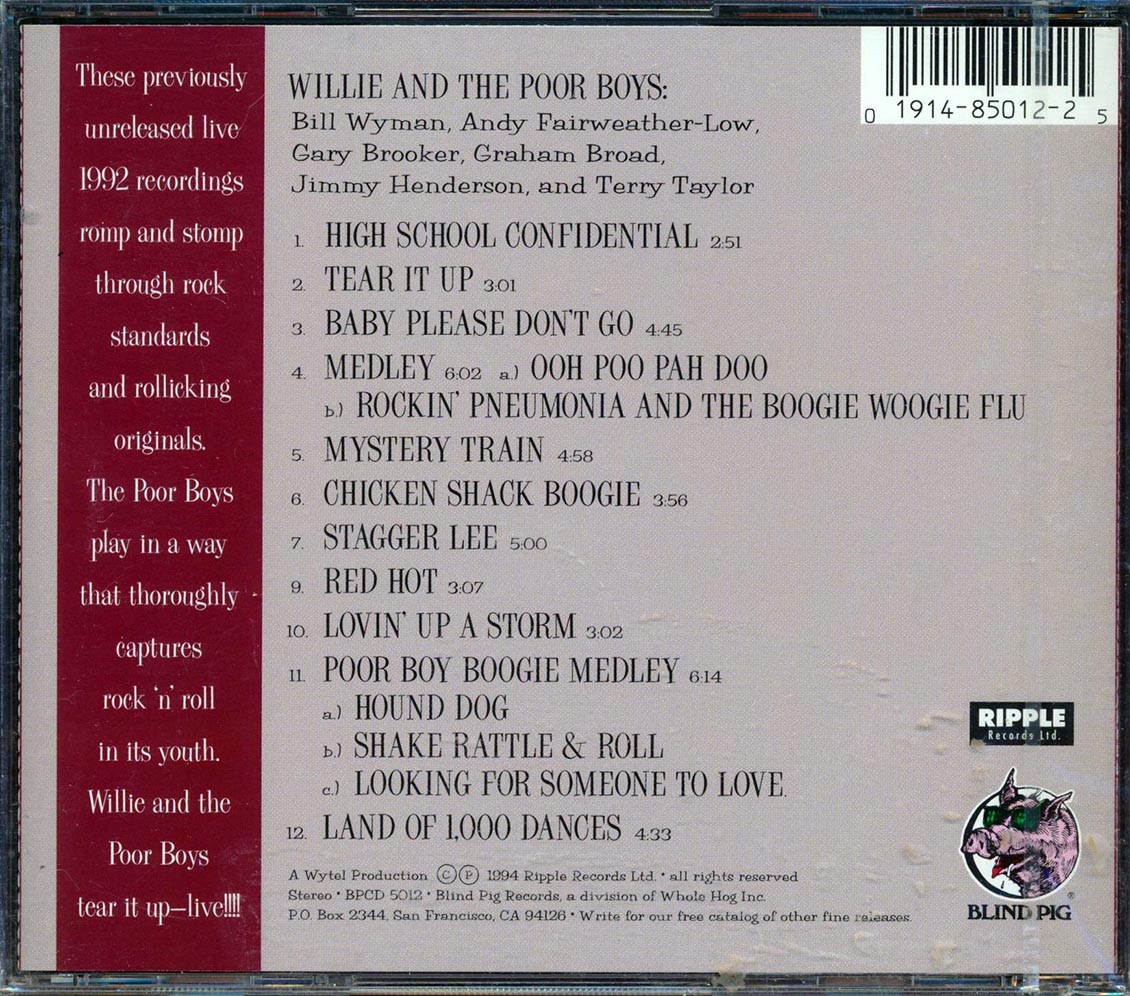 These previously
unreleased live
1992 recordings
romp and stomp
through rock
standards
and rollicking
originals.
The Poor Boys
play in a way
that thoroughly
captures
rock 'n' roll
in its youth.
Willie and the
Poor Boys
tear it up—live!!!!
WILLIE AND THE POOR BOYS:
Bill Wyman, Andy Fairweather-Low,
Gary Brooker, Graham Broad,
Jimmy Henderson, and Terry Taylor
1. HIGH SCHOOL CONFIDENTIAL 2:51
2. TEAR IT UP 3:01
3. BABY PLEASE DON'T GO 4:45
4. MEDLEY 6:02 a.) OOH POO PAH DOO
b.) ROCKIN' PNEUMONIA AND THE BOOGIE WOOGIE FLU
5. MYSTERY TRAIN 4:58
6. CHICKEN SHACK BOOGIE 3:56
7. STAGGER LEE 5:00
9. RED HOT 3:07
10. LOVIN' UP A STORM 3:02
11. POOR BOY BOOGIE MEDLEY 6:14
a.) HOUND DOG
b.) SHAKE RATTLE & ROLL
c.) LOOKING FOR SOMEONE TO LOVE.
12. LAND OF 1,000 DANCES 4:33
A Wytel Production Ⓒ Ⓟ 1994 Ripple Records Ltd. • all rights reserved
Stereo • BPCD 5012 • Blind Pig Records, a division of Whole Hog Inc.
P.O. Box 2344, San Francisco, CA 94126 • Write for our free catalog of other fine releases.
0 1914-85012-2 5
RIPPLE
Records Ltd.
BLIND PIG®